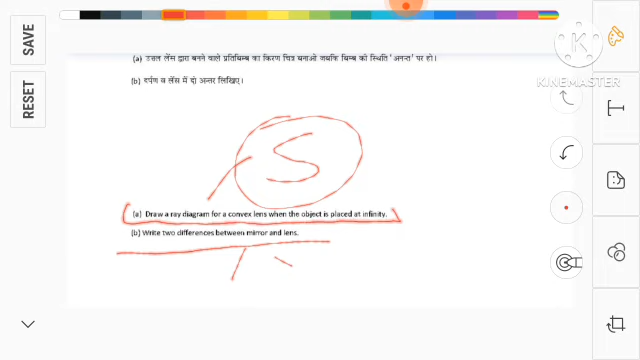 SAVE
RESET
(a) उत्तल लेंस द्वारा बनने वाले प्रतिबिम्ब का किरण चित्र बनाओ जबकि बिम्ब की स्थिति 'अनन्त' पर हो।
(b) दर्पण व लेंस में दो अन्तर लिखिए।
K
KINEMASTER
S
(a) Draw a ray diagram for a convex lens when the object is placed at infinity.
(b) Write two differences between mirror and lens.